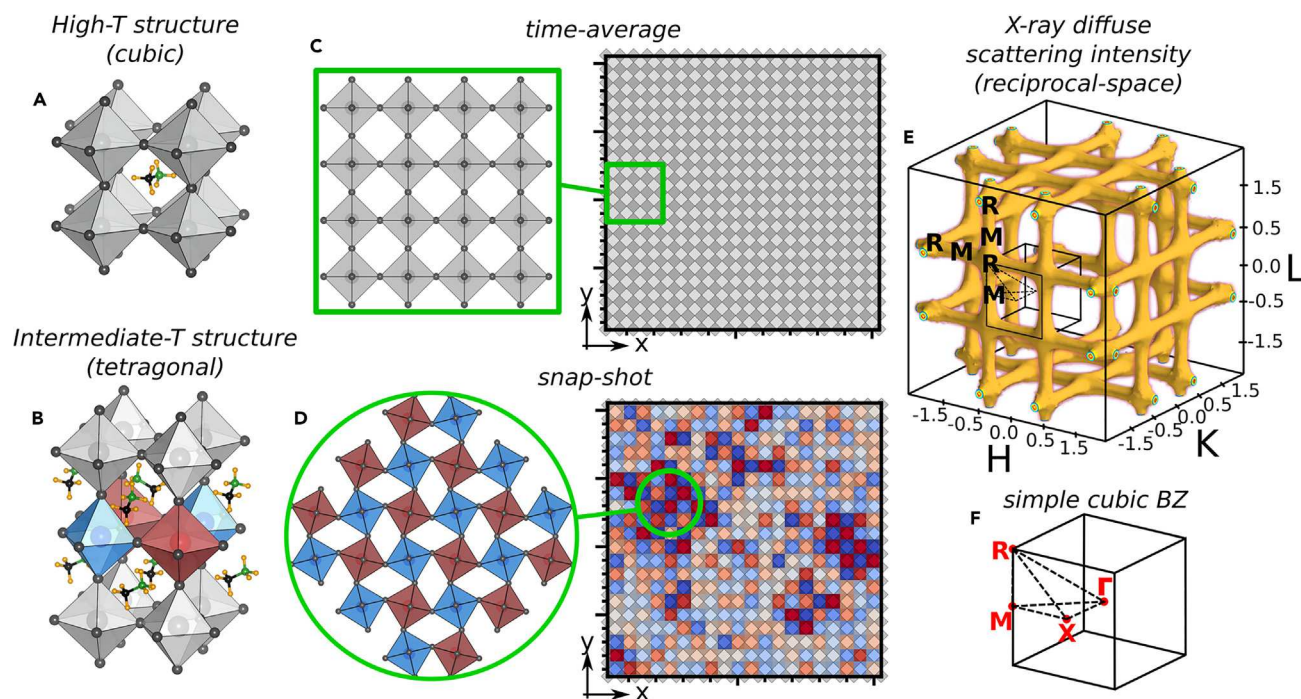 High-T structure
(cubic)
A
C
time-average
y
x
X-ray diffuse
scattering intensity
(reciprocal-space)
E
R
M
R M
R
M
1.5
0.5
0.0
-0.5
-1.5
L
-1.5
-0.5
0.0
0.5
1.5
H
-1.5
-0.5
0.0
0.5
1.5
K
Intermediate-T structure
(tetragonal)
B
D
snap-shot
y
x
simple cubic BZ
F
R
Γ
M
X